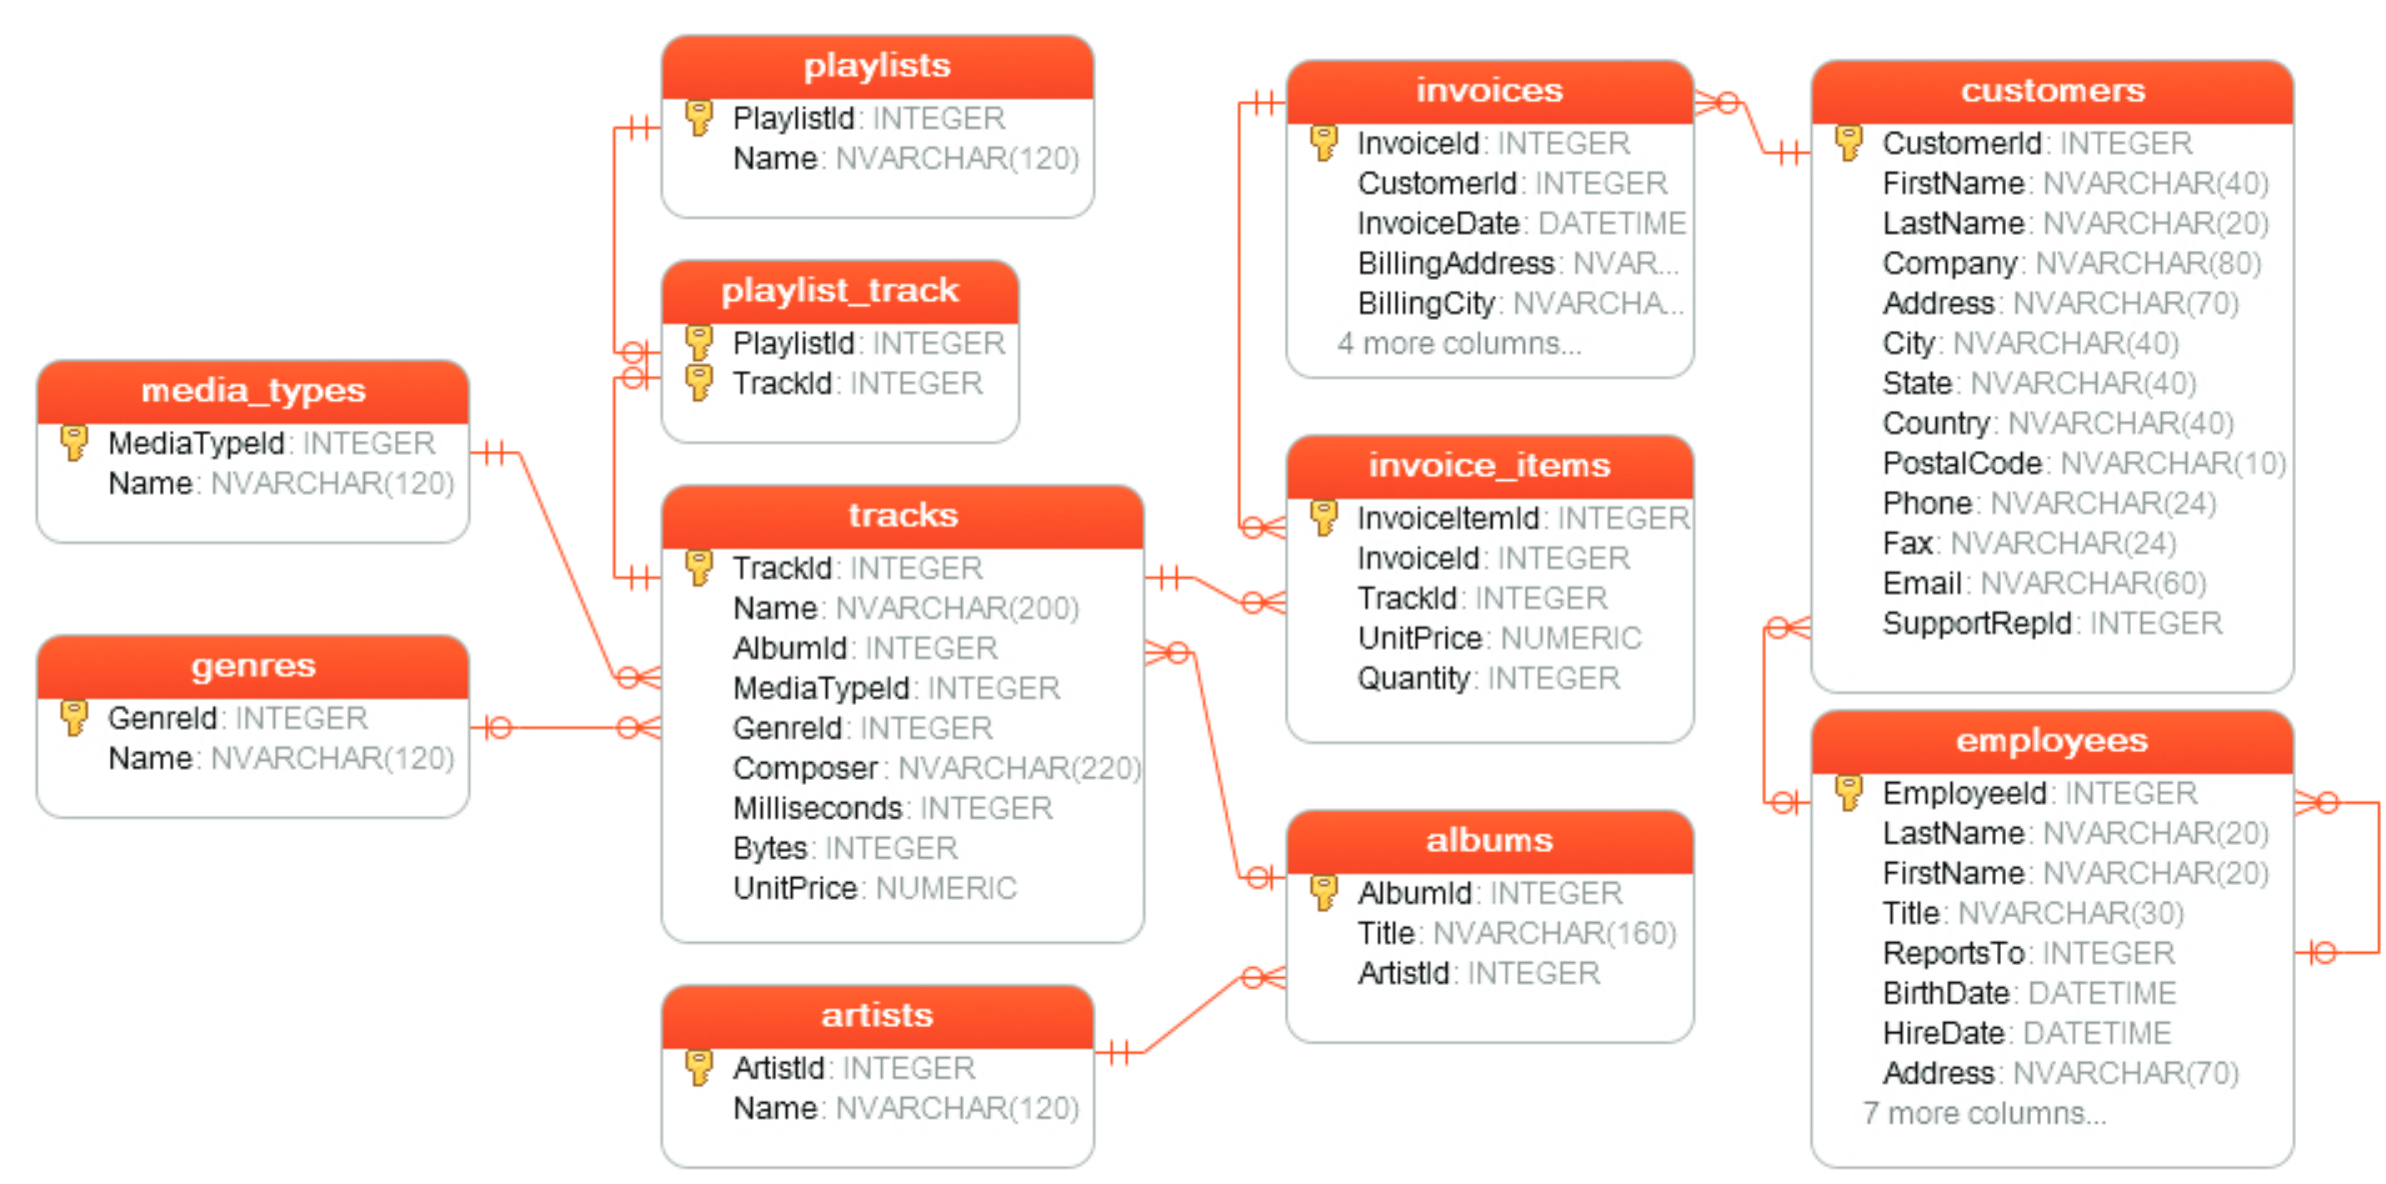 playlists
PlaylistId: INTEGER
Name: NVARCHAR(120)
playlist_track
PlaylistId: INTEGER
TrackId: INTEGER
media_types
MediaTypeId: INTEGER
Name: NVARCHAR(120)
genres
GenreId: INTEGER
Name: NVARCHAR(120)
tracks
TrackId: INTEGER
Name: NVARCHAR(200)
AlbumId: INTEGER
MediaTypeId: INTEGER
GenreId: INTEGER
Composer: NVARCHAR(220)
Milliseconds: INTEGER
Bytes: INTEGER
UnitPrice: NUMERIC
artists
ArtistId: INTEGER
Name: NVARCHAR(120)
invoices
InvoiceId: INTEGER
CustomerId: INTEGER
InvoiceDate: DATETIME
BillingAddress: NVAR...
BillingCity: NVARCHA...
4 more columns...
invoice_items
InvoiceItemId: INTEGER
InvoiceId: INTEGER
TrackId: INTEGER
UnitPrice: NUMERIC
Quantity: INTEGER
albums
AlbumId: INTEGER
Title: NVARCHAR(160)
ArtistId: INTEGER
customers
CustomerId: INTEGER
FirstName: NVARCHAR(40)
LastName: NVARCHAR(20)
Company: NVARCHAR(80)
Address: NVARCHAR(70)
City: NVARCHAR(40)
State: NVARCHAR(40)
Country: NVARCHAR(40)
PostalCode: NVARCHAR(10)
Phone: NVARCHAR(24)
Fax: NVARCHAR(24)
Email: NVARCHAR(60)
SupportRepId: INTEGER
employees
EmployeeId: INTEGER
LastName: NVARCHAR(20)
FirstName: NVARCHAR(20)
Title: NVARCHAR(30)
ReportsTo: INTEGER
BirthDate: DATETIME
HireDate: DATETIME
Address: NVARCHAR(70)
7 more columns...